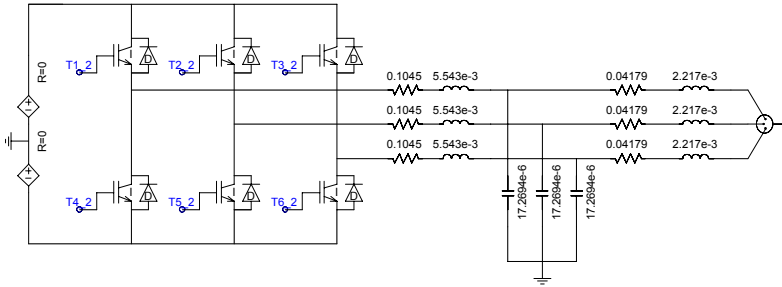 T1_2
T2_2
T3_2
R=0
R=0
0.1045 5.543e-3
0.04179 2.217e-3
0.1045 5.543e-3
0.04179 2.217e-3
0.1045 5.543e-3
0.04179 2.217e-3
D
D
D
T4_2
T5_2
T6_2
D
D
D
17.2694e-6
17.2694e-6
17.2694e-6